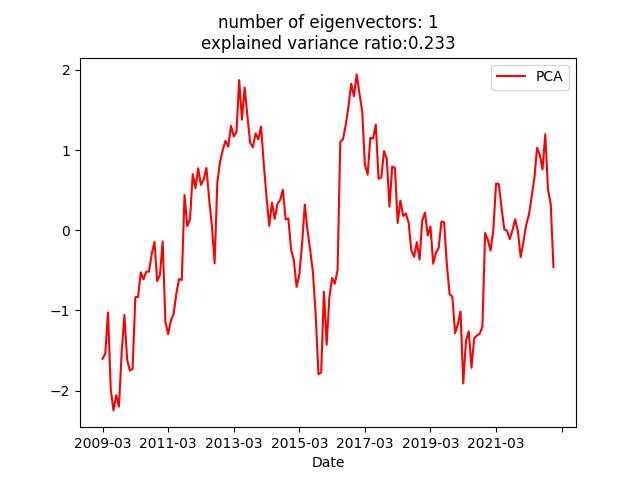 number of eigenvectors: 1
explained variance ratio:0.233
PCA
2
1
0
−1
−2
2009-03 2011-03 2013-03 2015-03 2017-03 2019-03 2021-03
Date